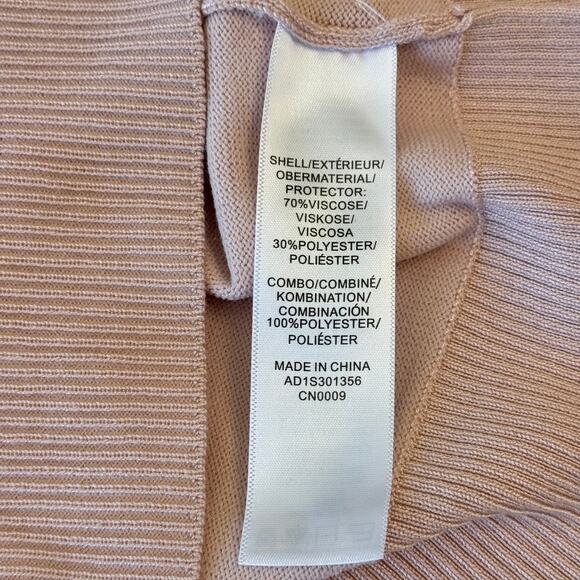 SHELL/EXTÉRIEUR/
OBERMATERIAL/
PROTECTOR:
70%VISCOSE/
VISKOSE/
VISCOSA
30%POLYESTER/
POLIÉSTER
COMBO/COMBINÉ/
KOMBINATION/
COMBINACIÓN
100%POLYESTER/
POLIÉSTER
MADE IN CHINA
AD1S301356
CN0009